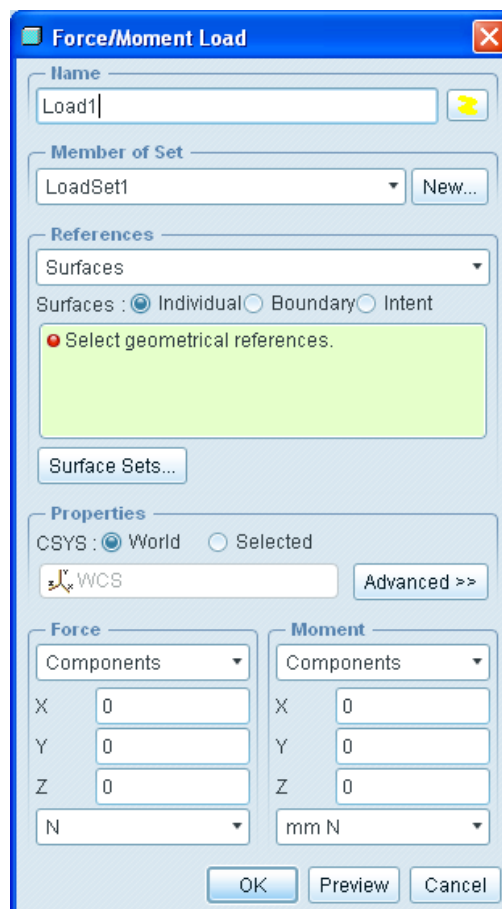 Force/Moment Load
Name
Load1
Member of Set
LoadSet1 New...
References
Surfaces
Surfaces : Individual Boundary Intent
Select geometrical references.
Surface Sets...
Properties
CSYS : World Selected
WCS Advanced >>
Force Moment
Components Components
X 0 X 0
Y 0 Y 0
Z 0 Z 0
N mm N
OK Preview Cancel